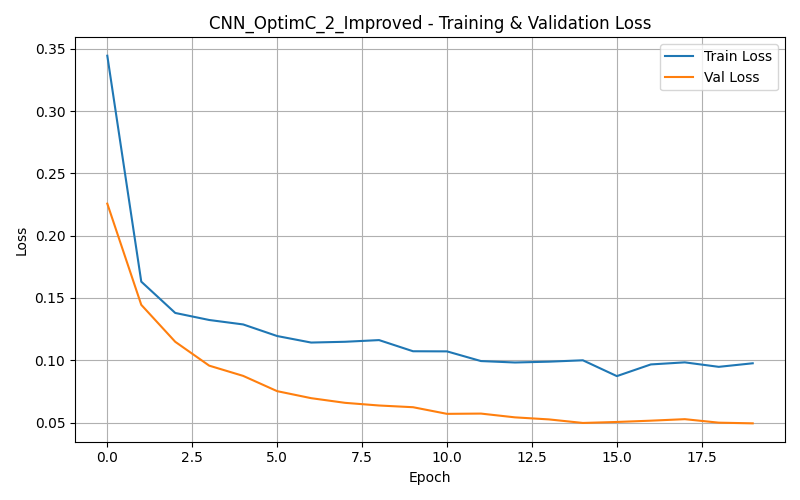 CNN_OptimC_2_Improved - Training & Validation Loss
Train Loss
Val Loss
Loss
0.35
0.30
0.25
0.20
0.15
0.10
0.05
0.0 2.5 5.0 7.5 10.0 12.5 15.0 17.5
Epoch